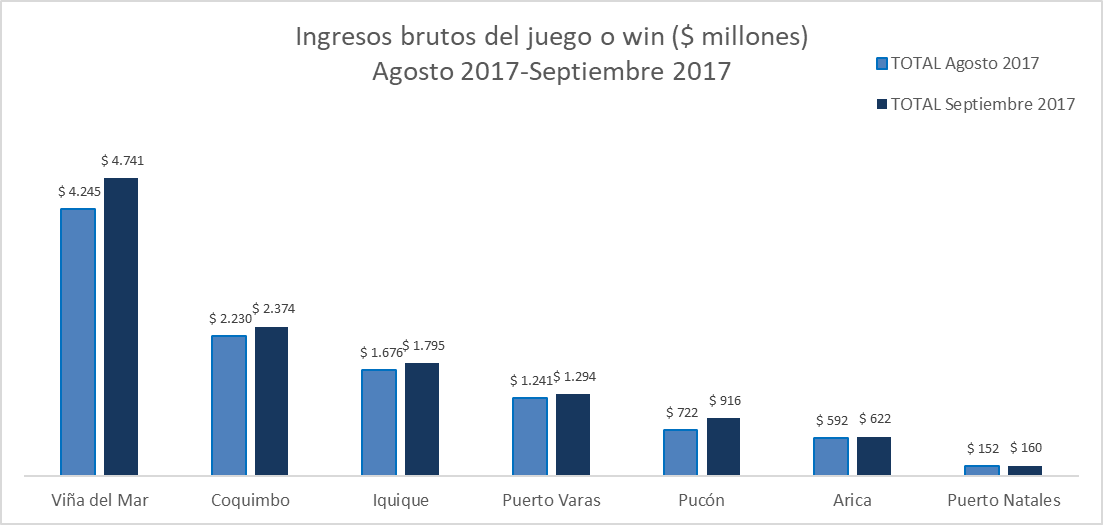 Ingresos brutos del juego o win ($ millones)
Agosto 2017-Septiembre 2017
TOTAL Agosto 2017
TOTAL Septiembre 2017
$ 4.245
$ 4.741
$ 2.230
$ 2.374
$ 1.676
$ 1.795
$ 1.241
$ 1.294
$ 722
$ 916
$ 592
$ 622
$ 152
$ 160
Viña del Mar
Coquimbo
Iquique
Puerto Varas
Pucón
Arica
Puerto Natales